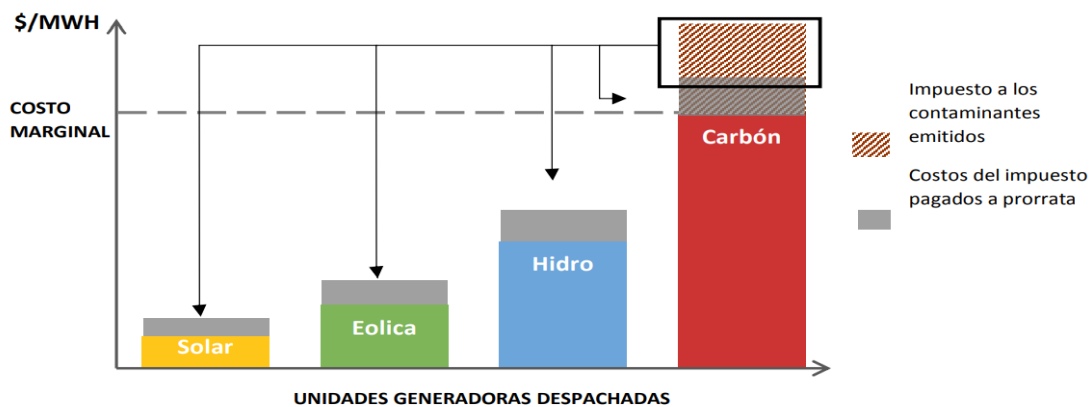 $/MWH
COSTO
MARGINAL
Carbón
Hidro
Eolica
Solar
UNIDADES GENERADORAS DESPACHADAS
Impuesto a los
contaminantes
emitidos
Costos del impuesto
pagados a prorrata